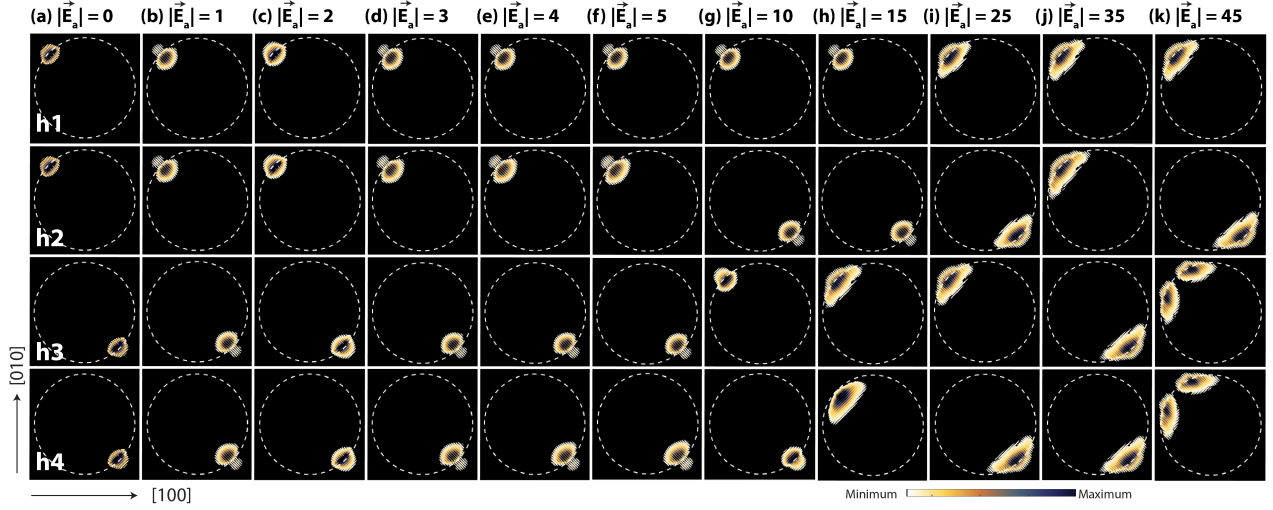 (a) |E⃗ₐ| = 0 (b) |E⃗ₐ| = 1 (c) |E⃗ₐ| = 2 (d) |E⃗ₐ| = 3 (e) |E⃗ₐ| = 4 (f) |E⃗ₐ| = 5 (g) |E⃗ₐ| = 10 (h) |E⃗ₐ| = 15 (i) |E⃗ₐ| = 25 (j) |E⃗ₐ| = 35 (k) |E⃗ₐ| = 45
h1
h2
h3
h4
[010]
[100]
Minimum Maximum